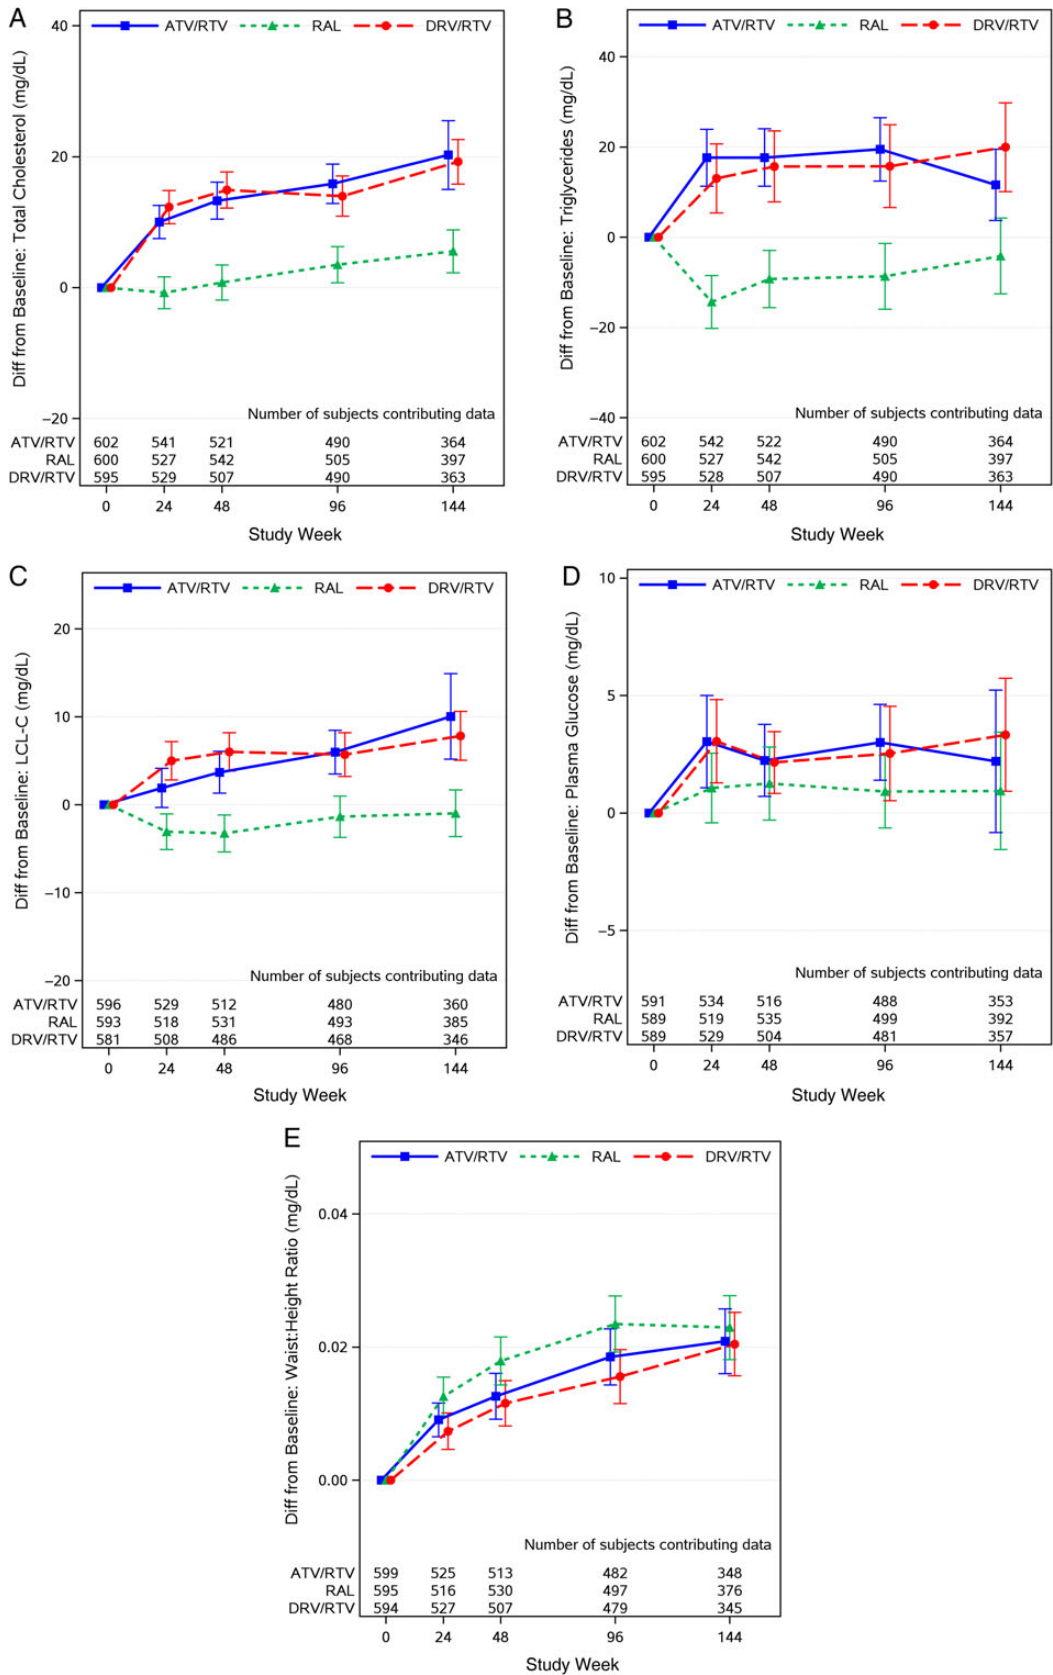 A
ATV/RTV RAL DRV/RTV
Diff from Baseline: Total Cholesterol (mg/dL)
40
20
0
−20
Number of subjects contributing data
ATV/RTV 602 541 521 490 364
RAL 600 527 542 505 397
DRV/RTV 595 529 507 490 363
0 24 48 96 144
Study Week
B
ATV/RTV RAL DRV/RTV
Diff from Baseline: Triglycerides (mg/dL)
40
20
0
−20
−40
Number of subjects contributing data
ATV/RTV 602 542 522 490 364
RAL 600 527 542 505 397
DRV/RTV 595 528 507 490 363
0 24 48 96 144
Study Week
C
ATV/RTV RAL DRV/RTV
Diff from Baseline: LCL-C (mg/dL)
20
10
0
−10
−20
Number of subjects contributing data
ATV/RTV 596 529 512 480 360
RAL 593 518 531 493 385
DRV/RTV 581 508 486 468 346
0 24 48 96 144
Study Week
D
ATV/RTV RAL DRV/RTV
Diff from Baseline: Plasma Glucose (mg/dL)
10
5
0
−5
Number of subjects contributing data
ATV/RTV 591 534 516 488 353
RAL 589 519 535 499 392
DRV/RTV 589 529 504 481 357
0 24 48 96 144
Study Week
E
ATV/RTV RAL DRV/RTV
Diff from Baseline: Waist:Height Ratio (mg/dL)
0.04
0.02
0.00
Number of subjects contributing data
ATV/RTV 599 525 513 482 348
RAL 595 516 530 497 376
DRV/RTV 594 527 507 479 345
0 24 48 96 144
Study Week